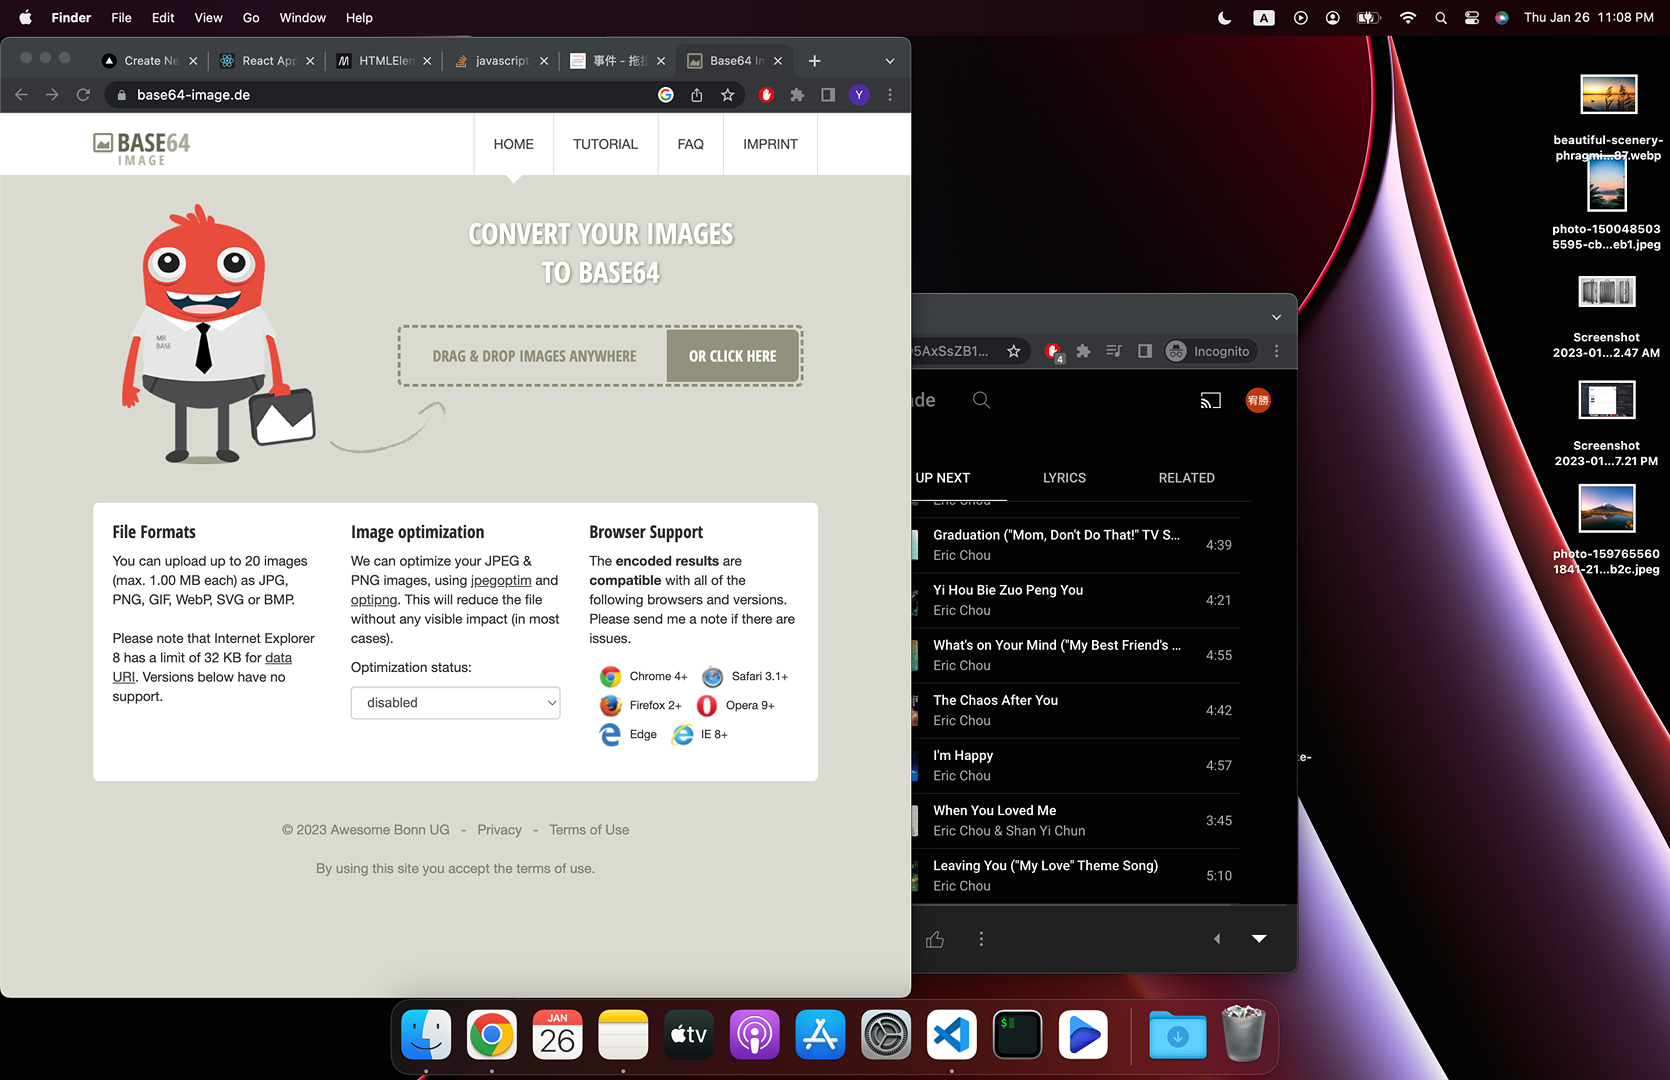 Finder File Edit View Go Window Help
A
Thu Jan 26 11:08 PM
Create Ne
React App
HTMLElen
javascript
事件 - 拖
Base64 In
base64-image.de
Y
BASE64
IMAGE
HOME
TUTORIAL
FAQ
IMPRINT
CONVERT YOUR IMAGES
TO BASE64
DRAG & DROP IMAGES ANYWHERE
OR CLICK HERE
MR
BASE
File Formats
You can upload up to 20 images
(max. 1.00 MB each) as JPG,
PNG, GIF, WebP, SVG or BMP.
Please note that Internet Explorer
8 has a limit of 32 KB for data
URI. Versions below have no
support.
Image optimization
We can optimize your JPEG &
PNG images, using jpegoptim and
optipng. This will reduce the file
without any visible impact (in most
cases).
Optimization status:
disabled
Browser Support
The encoded results are
compatible with all of the
following browsers and versions.
Please send me a note if there are
issues.
Chrome 4+
Safari 3.1+
Firefox 2+
Opera 9+
Edge
IE 8+
© 2023 Awesome Bonn UG - Privacy - Terms of Use
By using this site you accept the terms of use.
5AxSsZB1...
4
Incognito
ade
宥勝
UP NEXT
LYRICS
RELATED
Eric Chou
Graduation ("Mom, Don't Do That!" TV S...
Eric Chou
4:39
Yi Hou Bie Zuo Peng You
Eric Chou
4:21
What's on Your Mind ("My Best Friend's ...
Eric Chou
4:55
The Chaos After You
Eric Chou
4:42
I'm Happy
Eric Chou
4:57
When You Loved Me
Eric Chou & Shan Yi Chun
3:45
Leaving You ("My Love" Theme Song)
Eric Chou
5:10
beautiful-scenery-
phragmi...87.webp
photo-150048503
5595-cb...eb1.jpeg
Screenshot
2023-01...2.47 AM
Screenshot
2023-01...7.21 PM
photo-159765560
1841-21...b2c.jpeg
te-
JAN
26
tv
$